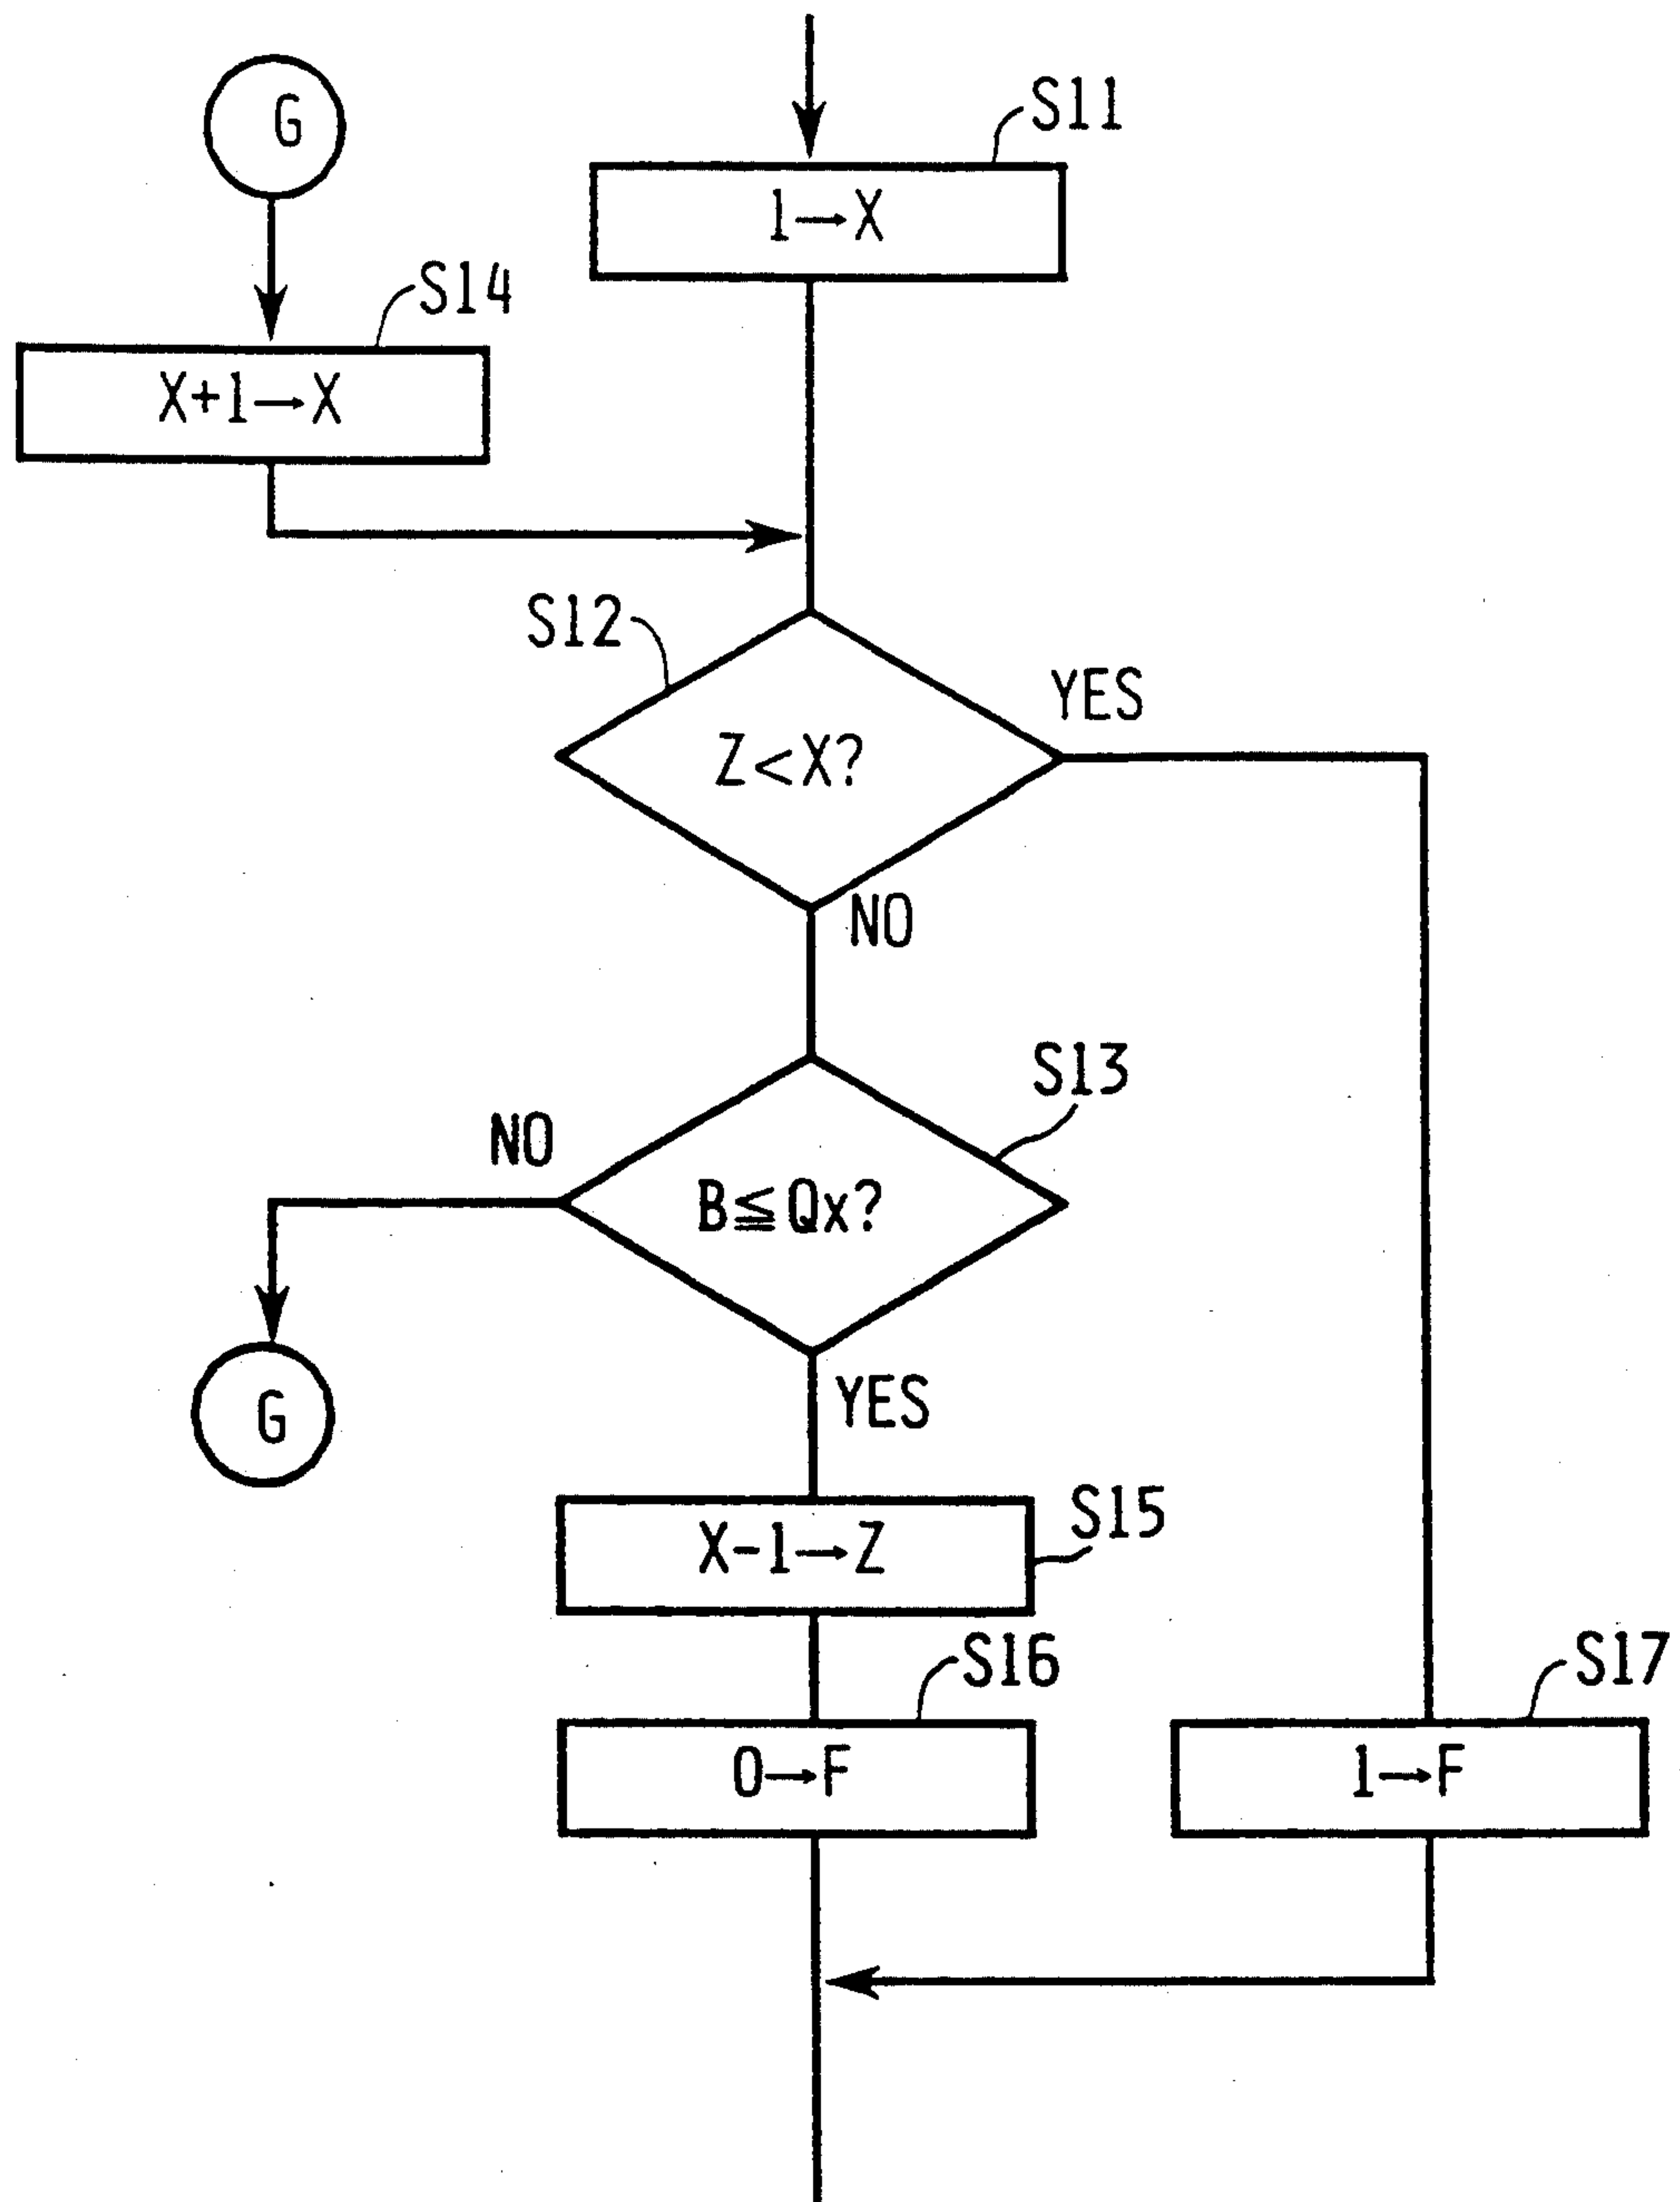 G
S11
1→X
S14
X+1→X
S12
YES
Z<X?
NO
S13
NO
B≦Qx?
G
YES
S15
X-1→Z
S16
S17
0→F
1→F